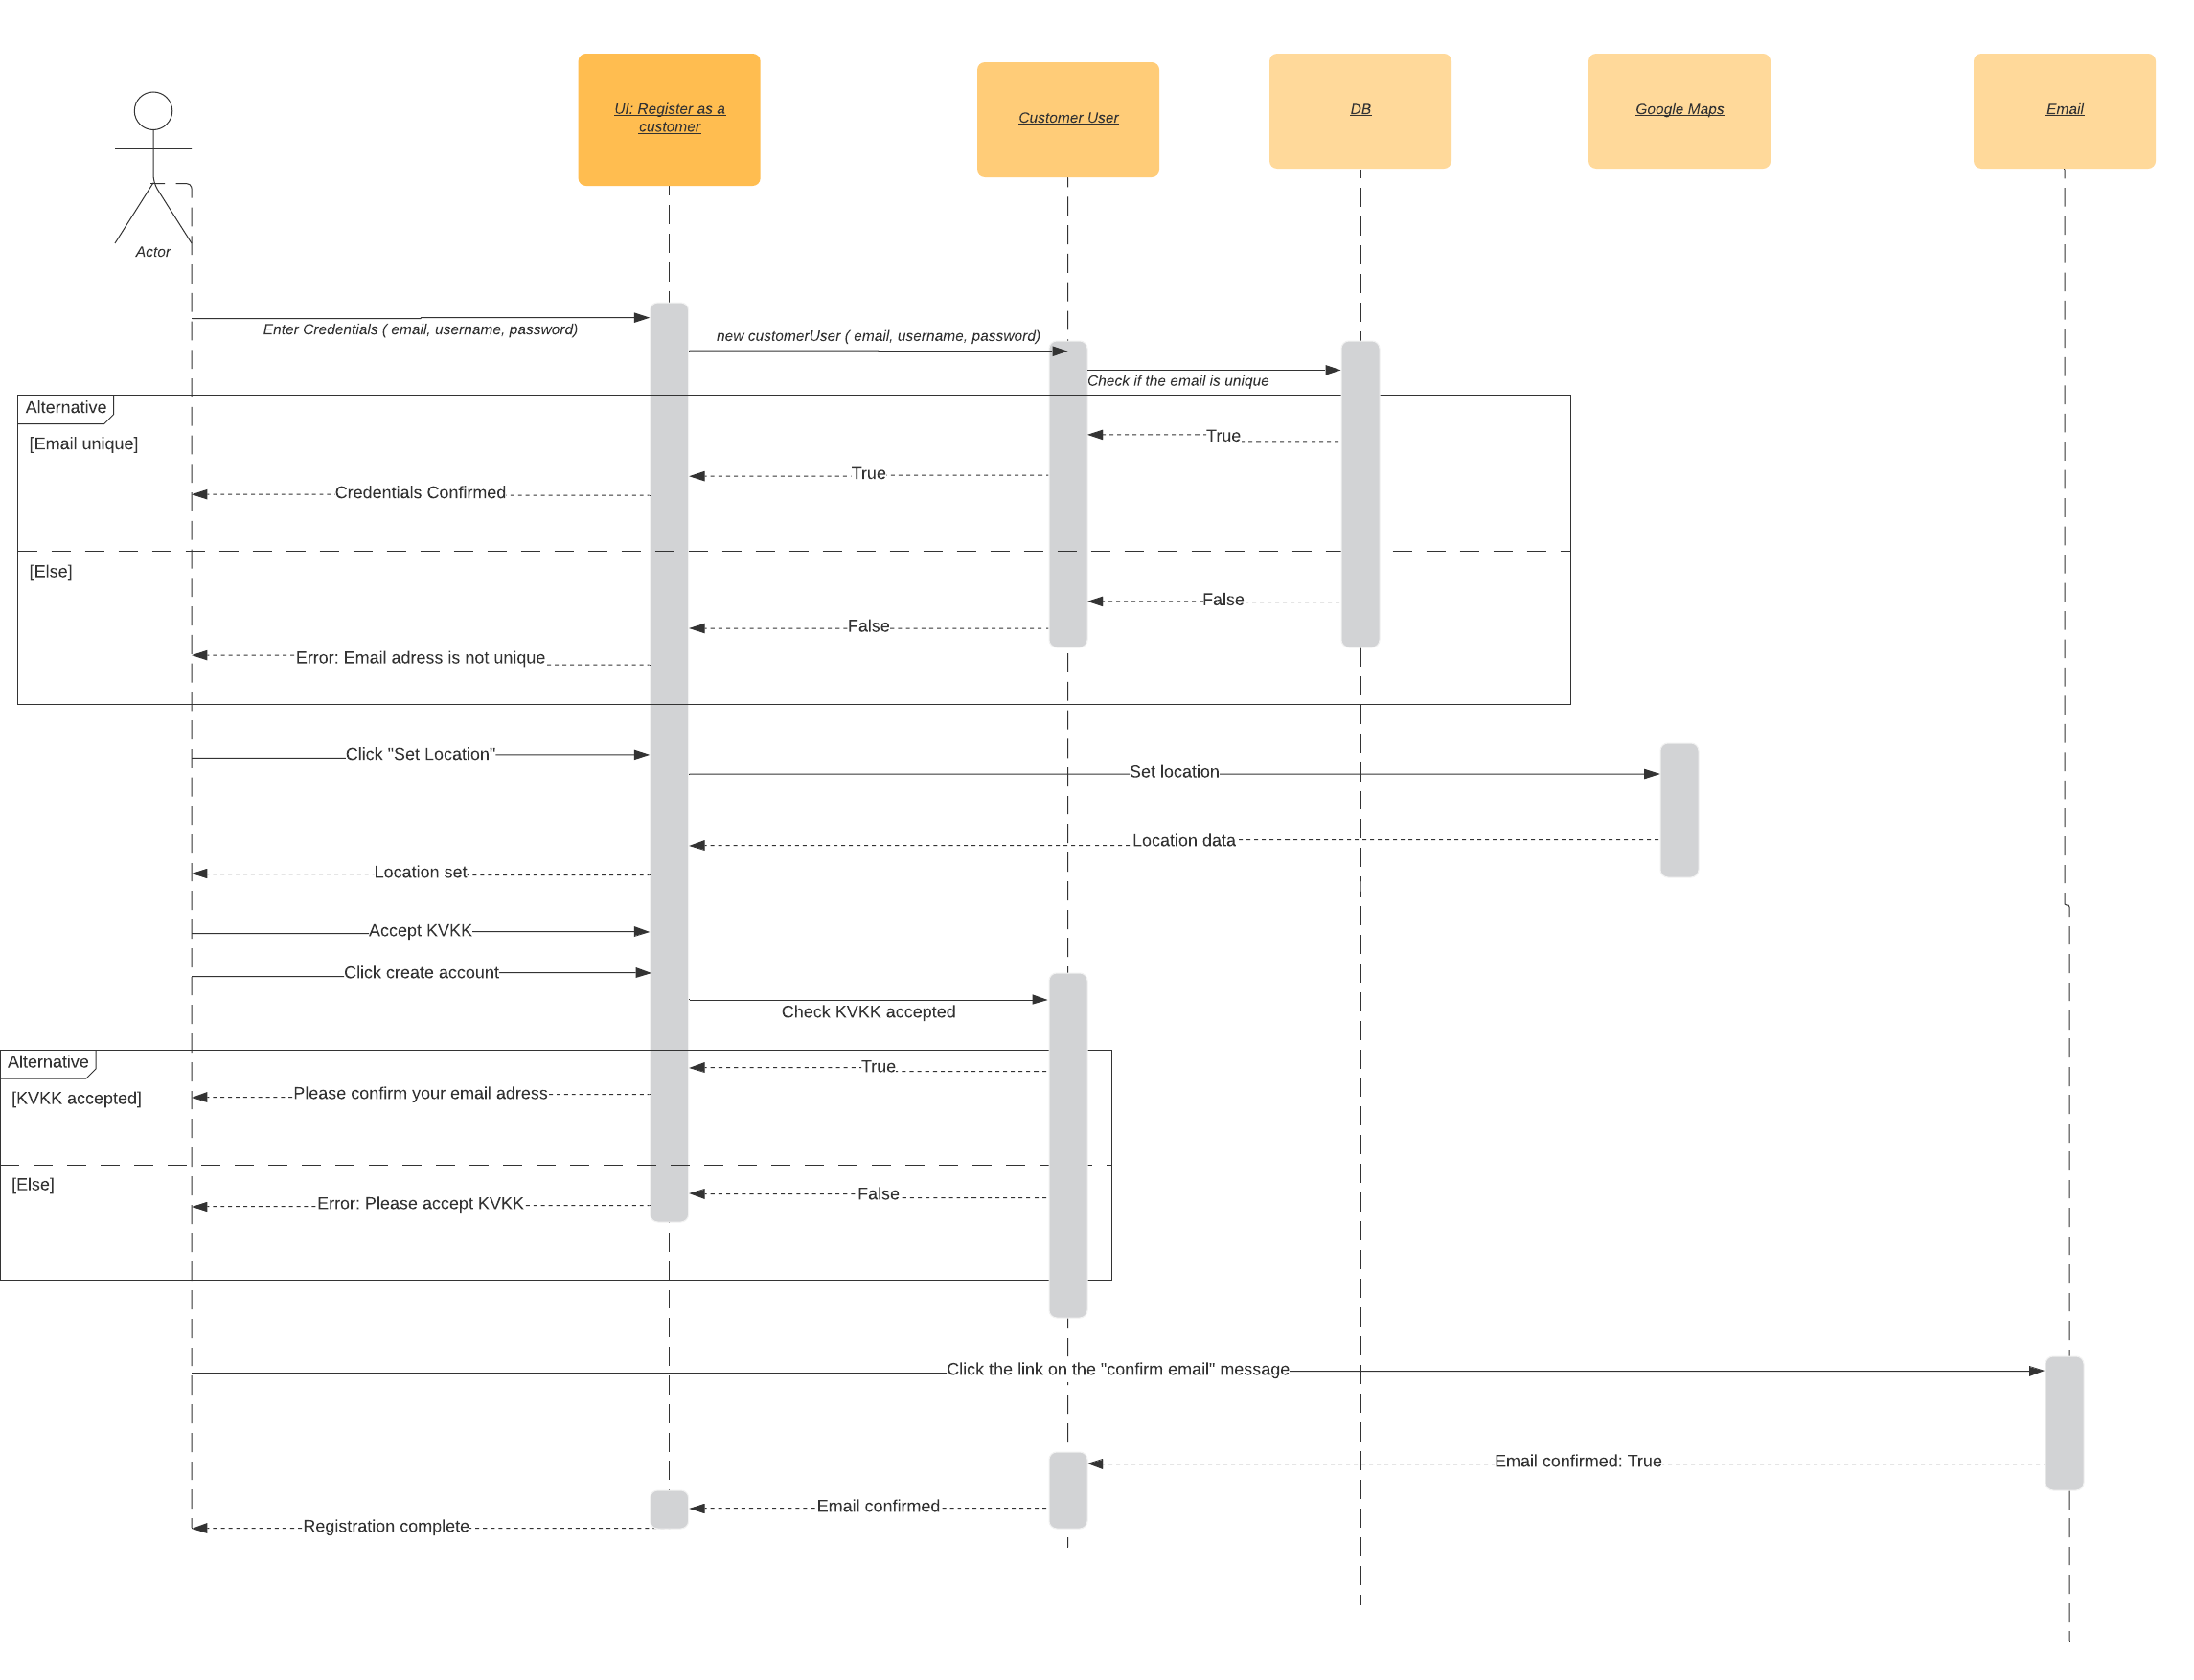 UI: Register as a
customer
Customer User
DB
Google Maps
Email
Actor
Enter Credentials ( email, username, password)
new customerUser ( email, username, password)
Check if the email is unique
Alternative
[Email unique]
True
True
Credentials Confirmed
[Else]
False
False
Error: Email adress is not unique
Click "Set Location"
Set location
Location data
Location set
Accept KVKK
Click create account
Check KVKK accepted
Alternative
True
[KVKK accepted]
Please confirm your email adress
[Else]
False
Error: Please accept KVKK
Click the link on the "confirm email" message
Email confirmed: True
Email confirmed
Registration complete